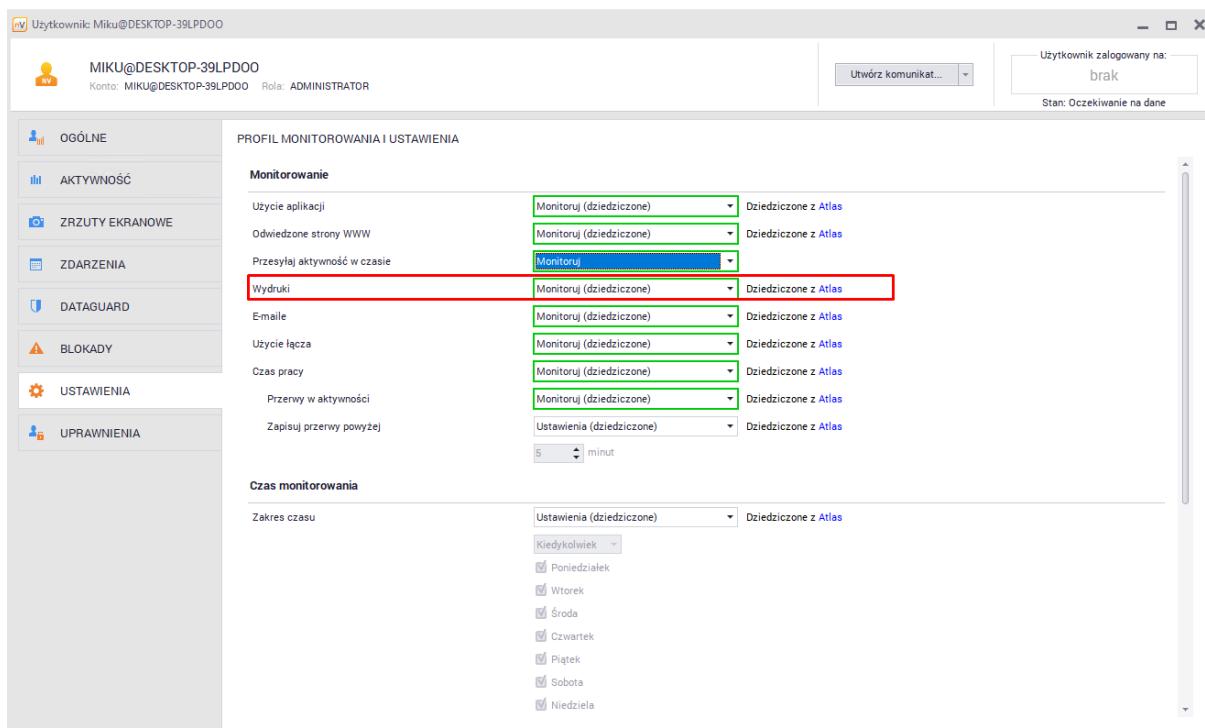 nV Użytkownik: Miku@DESKTOP-39LPDOO
MIKU@DESKTOP-39LPDOO
Konto: MIKU@DESKTOP-39LPDOO Rola: ADMINISTRATOR
NV
Utwórz komunikat...
Użytkownik zalogowany na:
brak
Stan: Oczekiwanie na dane
OGÓLNE
AKTYWNOŚĆ
ZRZUTY EKRANOWE
ZDARZENIA
DATAGUARD
BLOKADY
USTAWIENIA
UPRAWNIENIA
PROFIL MONITOROWANIA I USTAWIENIA
Monitorowanie
Użycie aplikacji Monitoruj (dziedziczone) Dziedziczone z Atlas
Odwiedzone strony WWW Monitoruj (dziedziczone) Dziedziczone z Atlas
Przesyłaj aktywność w czasie Monitoruj
Wydruki Monitoruj (dziedziczone) Dziedziczone z Atlas
E-maile Monitoruj (dziedziczone) Dziedziczone z Atlas
Użycie łącza Monitoruj (dziedziczone) Dziedziczone z Atlas
Czas pracy Monitoruj (dziedziczone) Dziedziczone z Atlas
Przerwy w aktywności Monitoruj (dziedziczone) Dziedziczone z Atlas
Zapisuj przerwy powyżej Ustawienia (dziedziczone) Dziedziczone z Atlas
5 minut
Czas monitorowania
Zakres czasu Ustawienia (dziedziczone) Dziedziczone z Atlas
Kiedykolwiek
Poniedziałek
Wtorek
Środa
Czwartek
Piątek
Sobota
Niedziela